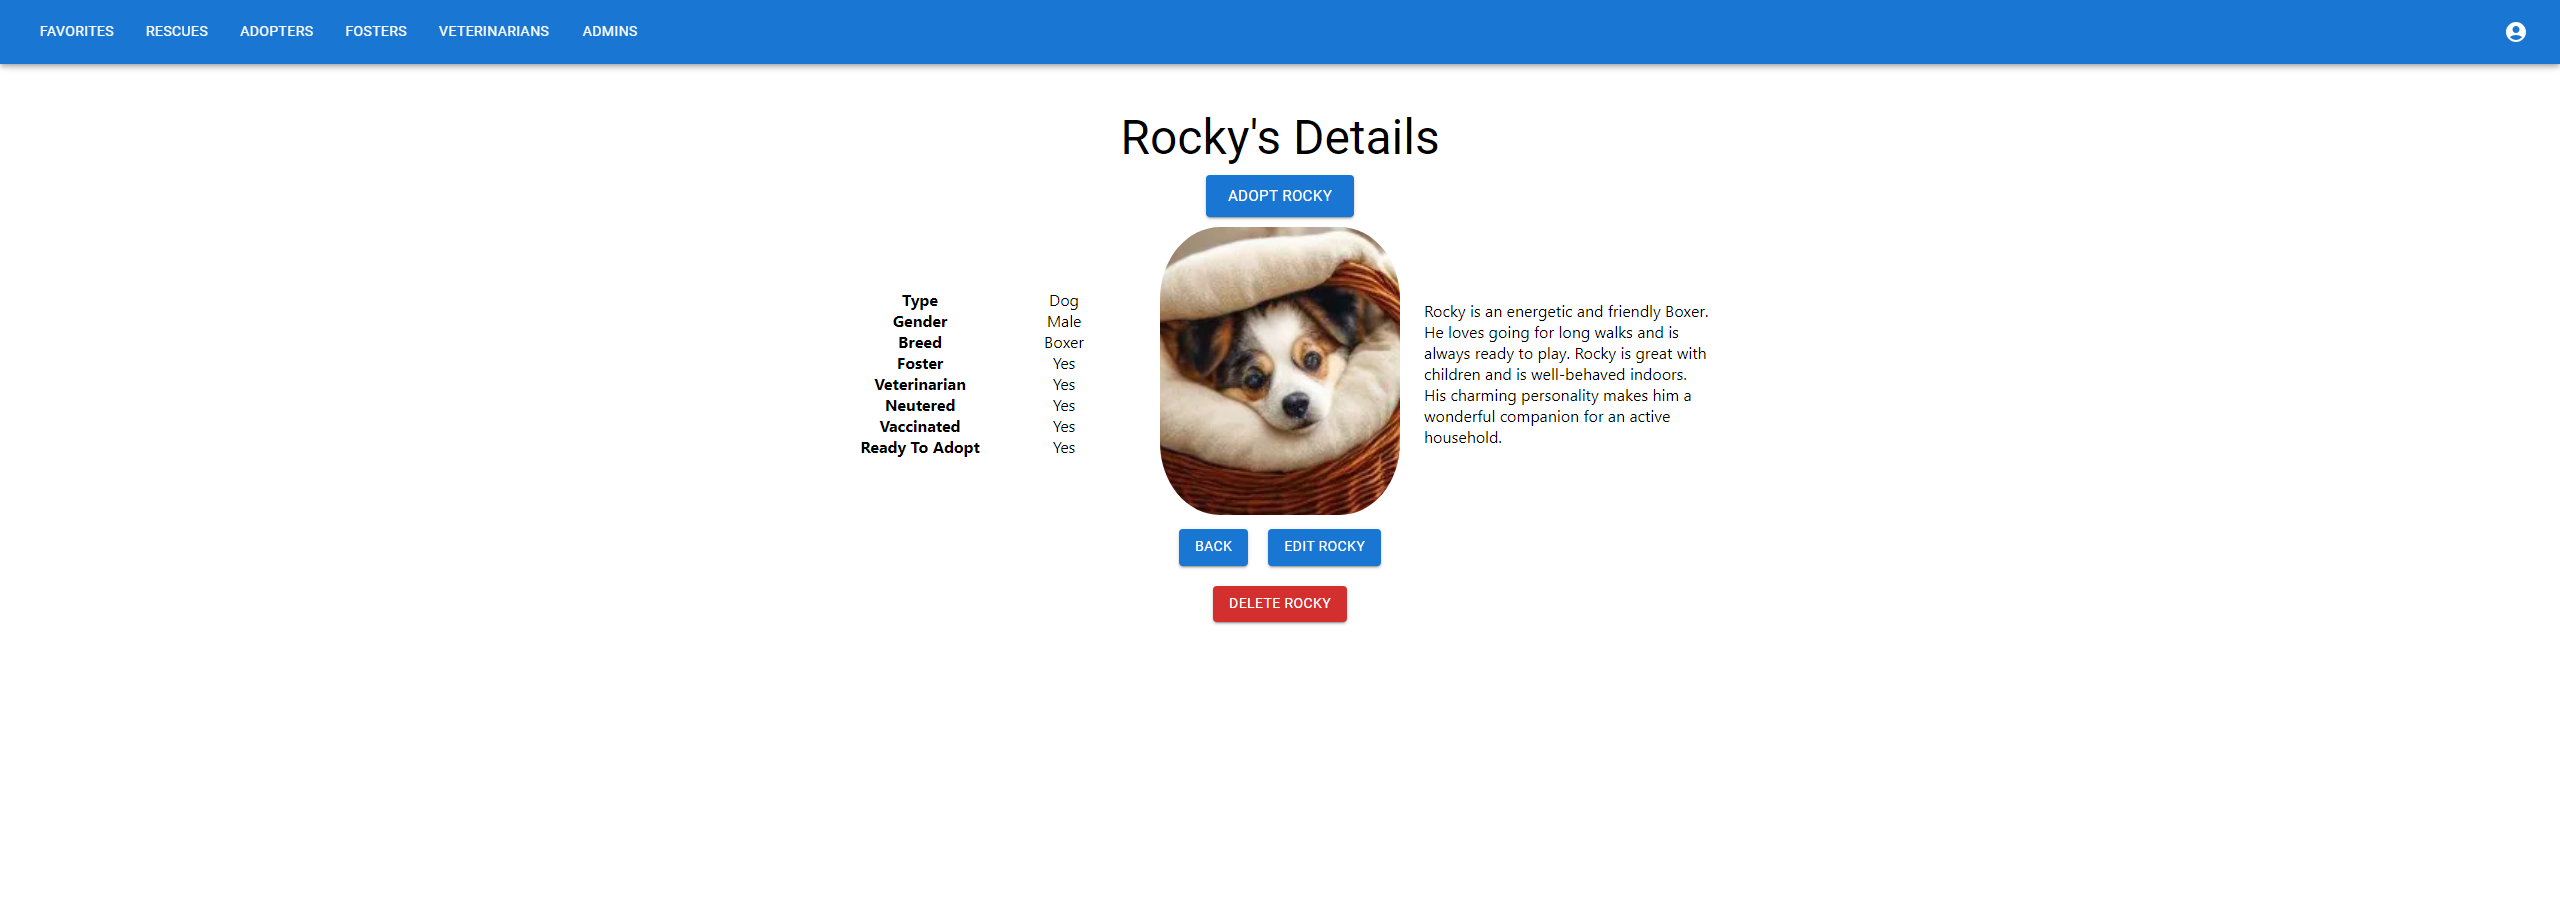 FAVORITES RESCUES ADOPTERS FOSTERS VETERINARIANS ADMINS
Rocky's Details
ADOPT ROCKY
Type Dog
Gender Male
Breed Boxer
Foster Yes
Veterinarian Yes
Neutered Yes
Vaccinated Yes
Ready To Adopt Yes
Rocky is an energetic and friendly Boxer.
He loves going for long walks and is
always ready to play. Rocky is great with
children and is well-behaved indoors.
His charming personality makes him a
wonderful companion for an active
household.
BACK EDIT ROCKY
DELETE ROCKY